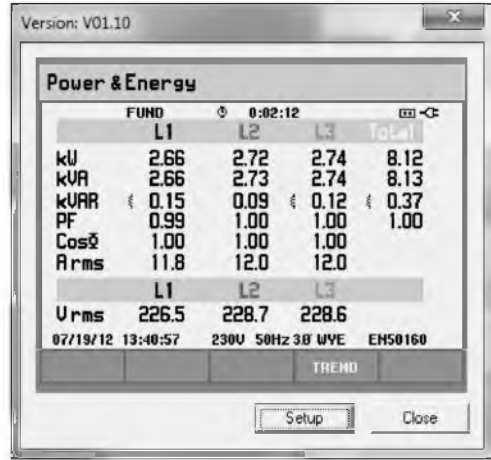 Version: V01.10
Power & Energy
FUND 0:02:12
L1 L2 L3 Total
kW 2.66 2.72 2.74 8.12
kVA 2.66 2.73 2.74 8.13
kVAR 0.15 0.09 0.12 0.37
PF 0.99 1.00 1.00 1.00
CosΦ 1.00 1.00 1.00
A rms 11.8 12.0 12.0
L1 L2 L3
V rms 226.5 228.7 228.6
07/19/12 13:40:57 230V 50Hz 3Ø WYE EN50160
TREND
Setup Close